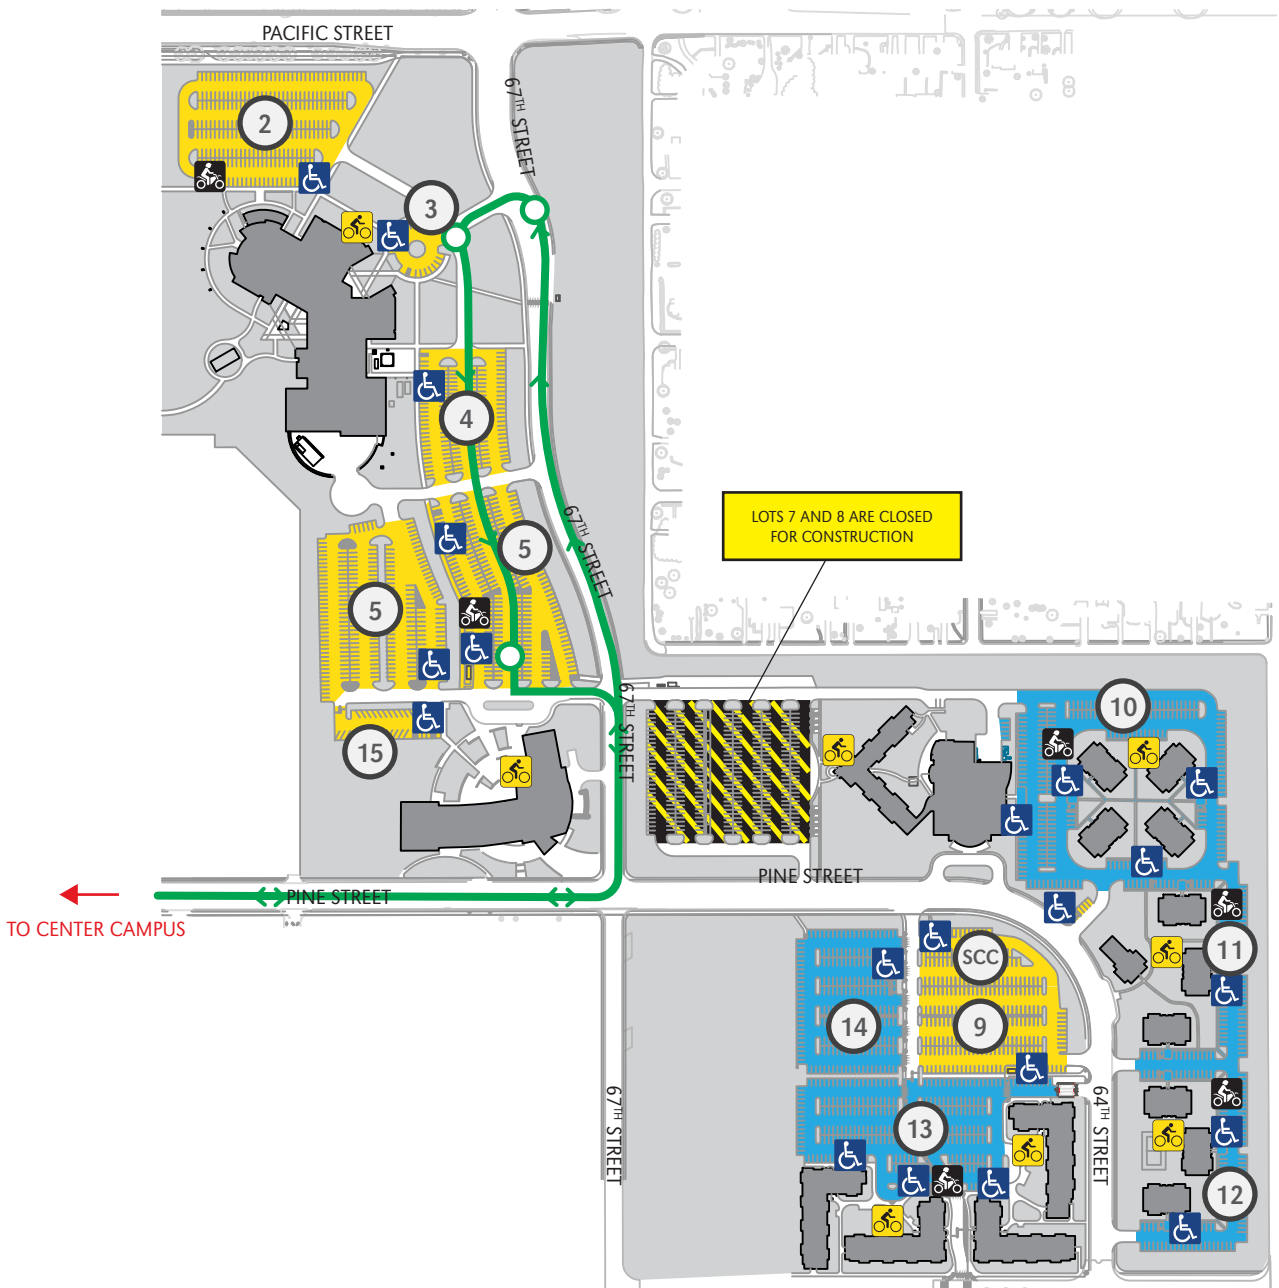 PACIFIC STREET
67TH STREET
2
3
4
67TH STREET
LOTS 7 AND 8 ARE CLOSED
FOR CONSTRUCTION
5
5
67TH STREET
10
15
PINE STREET
PINE STREET
TO CENTER CAMPUS
11
SCC
14
9
67TH STREET
64TH STREET
13
12